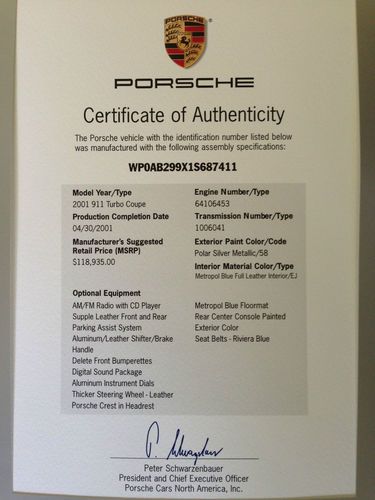 PORSCHE
®
PORSCHE
Certificate of Authenticity
The Porsche vehicle with the identification number listed below
was manufactured with the following assembly specifications:
WP0AB299X1S687411
Model Year/Type
2001 911 Turbo Coupe
Production Completion Date
04/30/2001
Manufacturer's Suggested
Retail Price (MSRP)
$118,935.00
Engine Number/Type
64106453
Transmission Number/Type
1006041
Exterior Paint Color/Code
Polar Silver Metallic/58
Interior Material Color/Type
Metropol Blue Full Leather Interior/EJ
Optional Equipment
AM/FM Radio with CD Player
Supple Leather Front and Rear
Parking Assist System
Aluminum/Leather Shifter/Brake
Handle
Delete Front Bumperettes
Digital Sound Package
Aluminum Instrument Dials
Thicker Steering Wheel - Leather
Porsche Crest in Headrest
Metropol Blue Floormat
Rear Center Console Painted
Exterior Color
Seat Belts - Riviera Blue
P. Schwarzenbauer
Peter Schwarzenbauer
President and Chief Executive Officer
Porsche Cars North America, Inc.